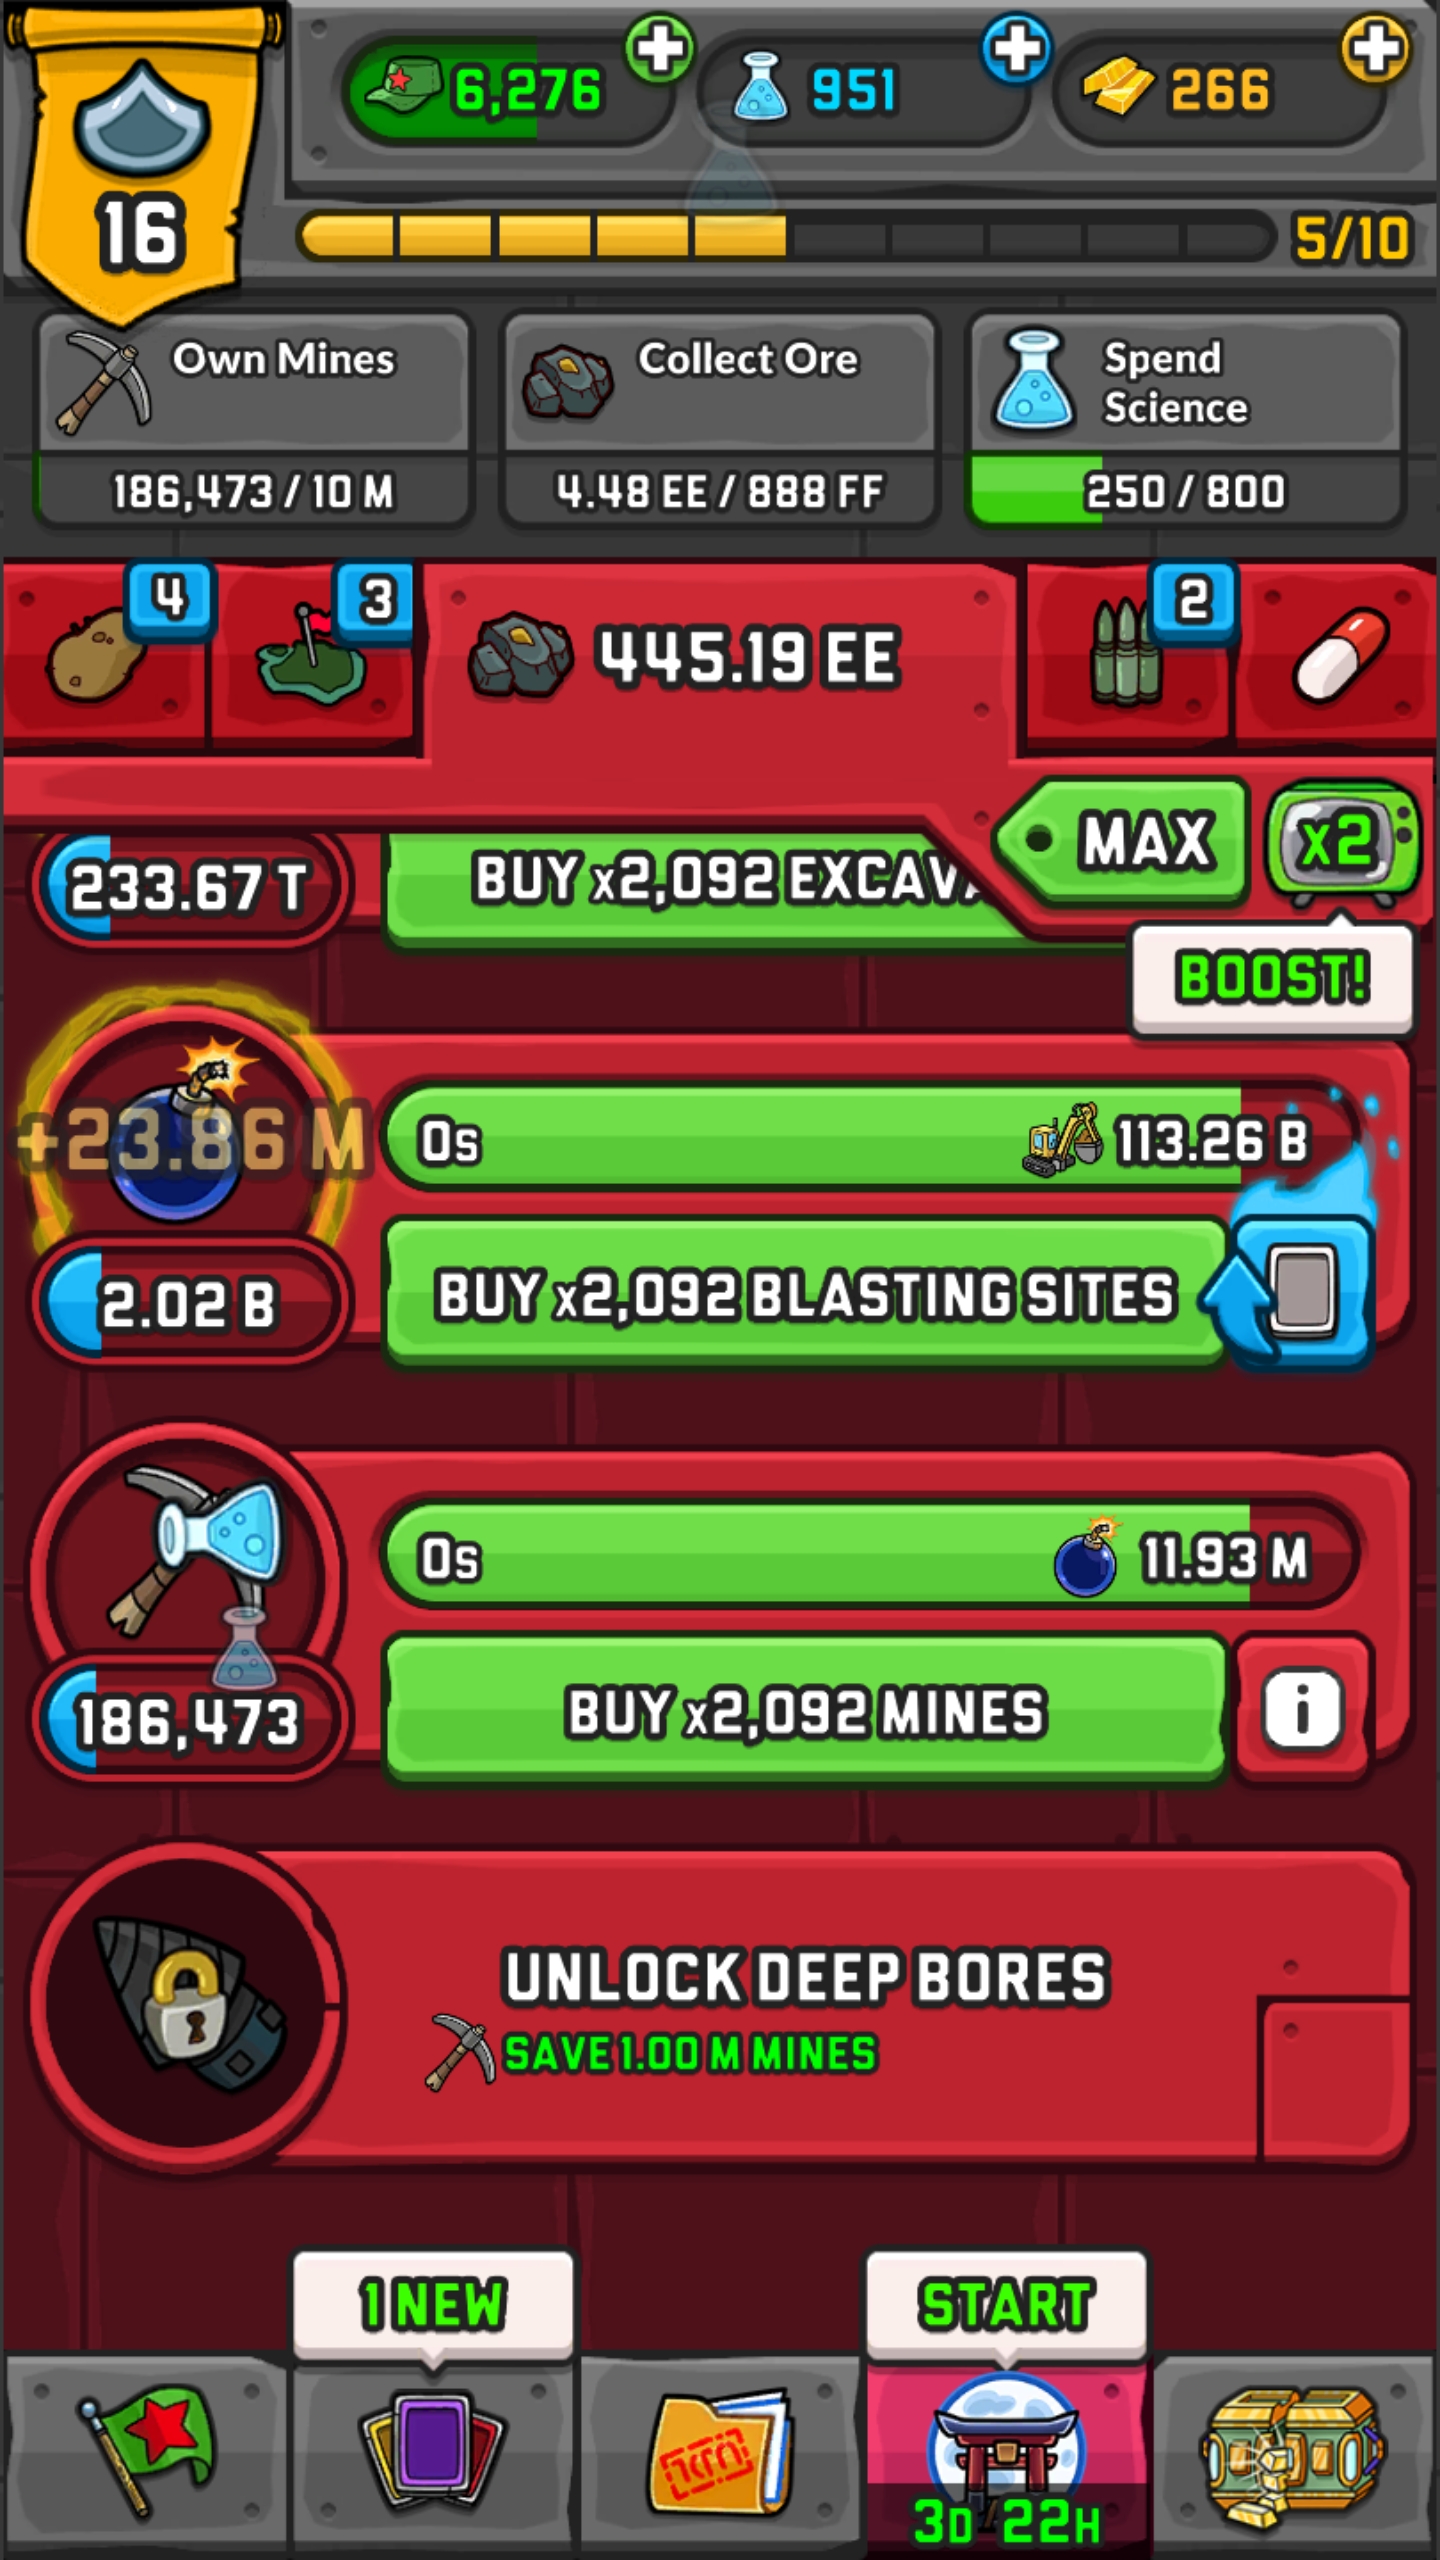 6,276
951
266
16
5/10
Own Mines
186,473 / 10 M
Collect Ore
4.48 EE / 888 FF
Spend
Science
250 / 800
4
3
445.19 EE
2
MAX
x2
233.67 T
BUY x2,092
BOOST!
+23.86 M
0s
113.26 B
2.02 B
BUY x2,092 BLASTING SITES
0s
11.93 M
186,473
BUY x2,092 MINES
i
UNLOCK DEEP BORES
SAVE 1.00 M MINES
1 NEW
START
3D 22H